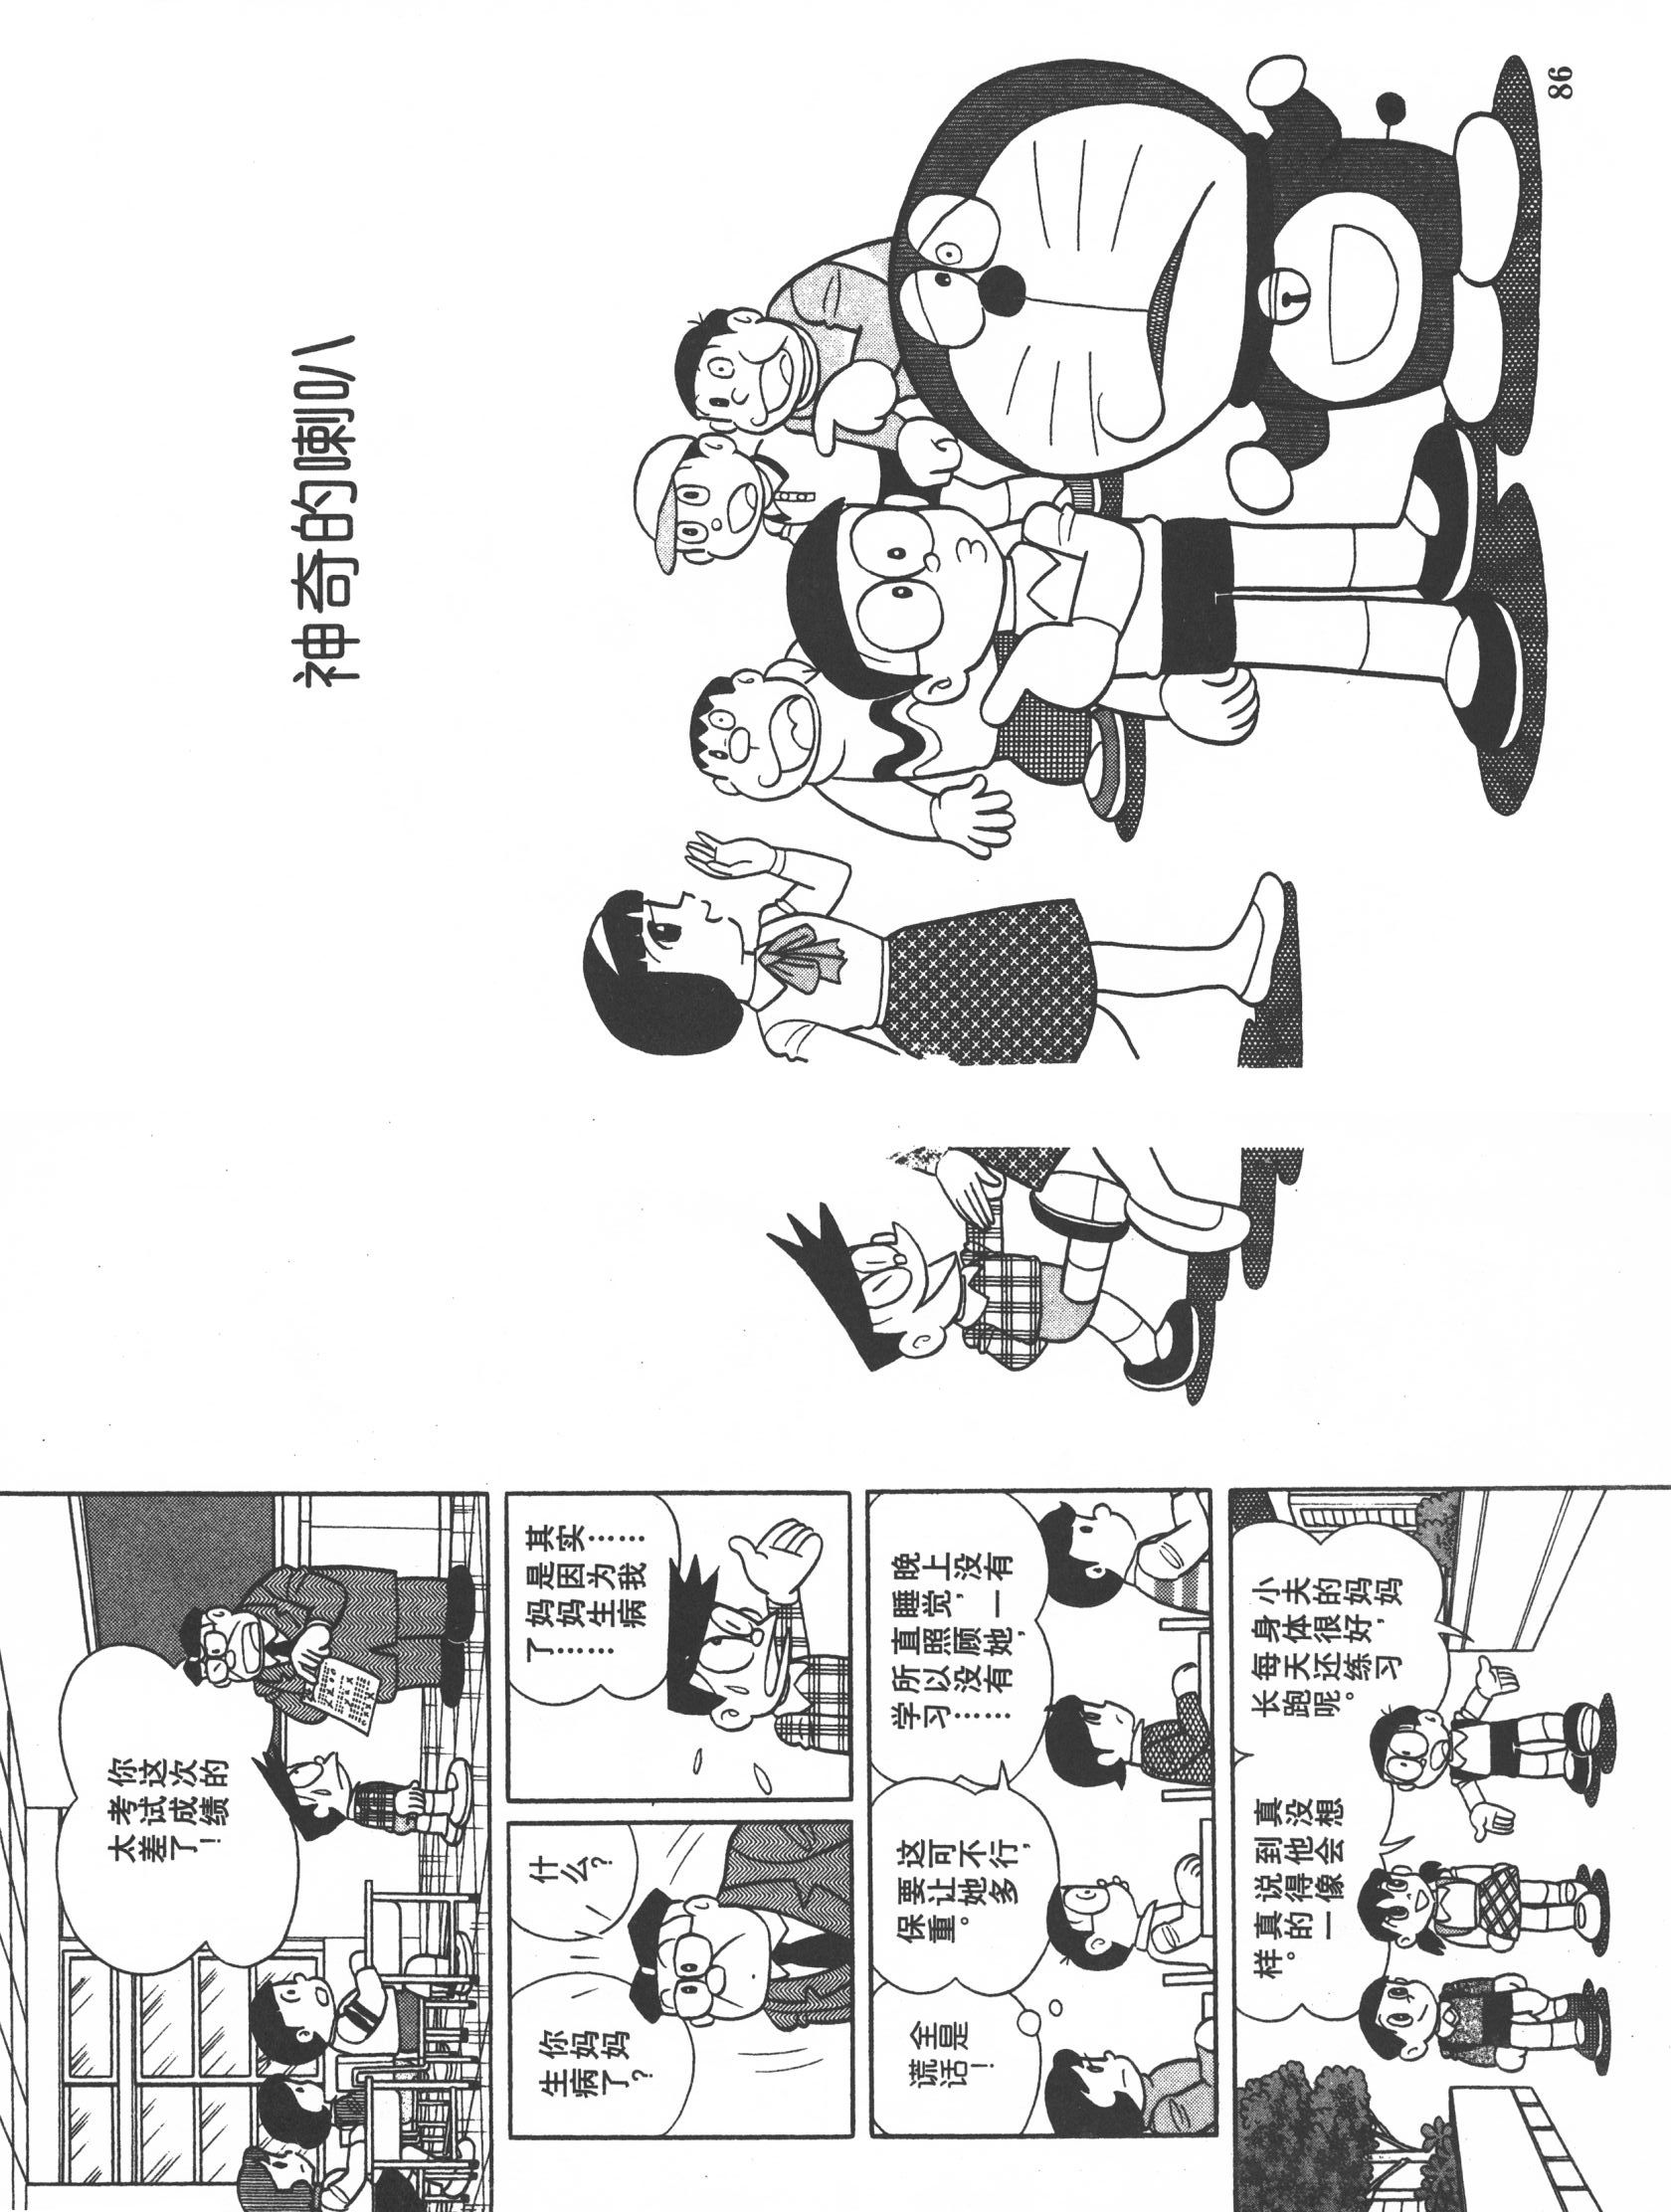 神奇的喇叭
86
你这次的
考试成绩
太差了！
其实……
是因为我
妈妈生病
了……
什么？
你妈妈
生病了？
晚上没有
睡觉，一
直照顾她，
所以没有
学习……
这可不行，
要让她多
保重。
全是
谎话！
小夫的妈妈
身体很好，
每天还练习
长跑呢。
真没想
到他会
说得像
真的一
样。